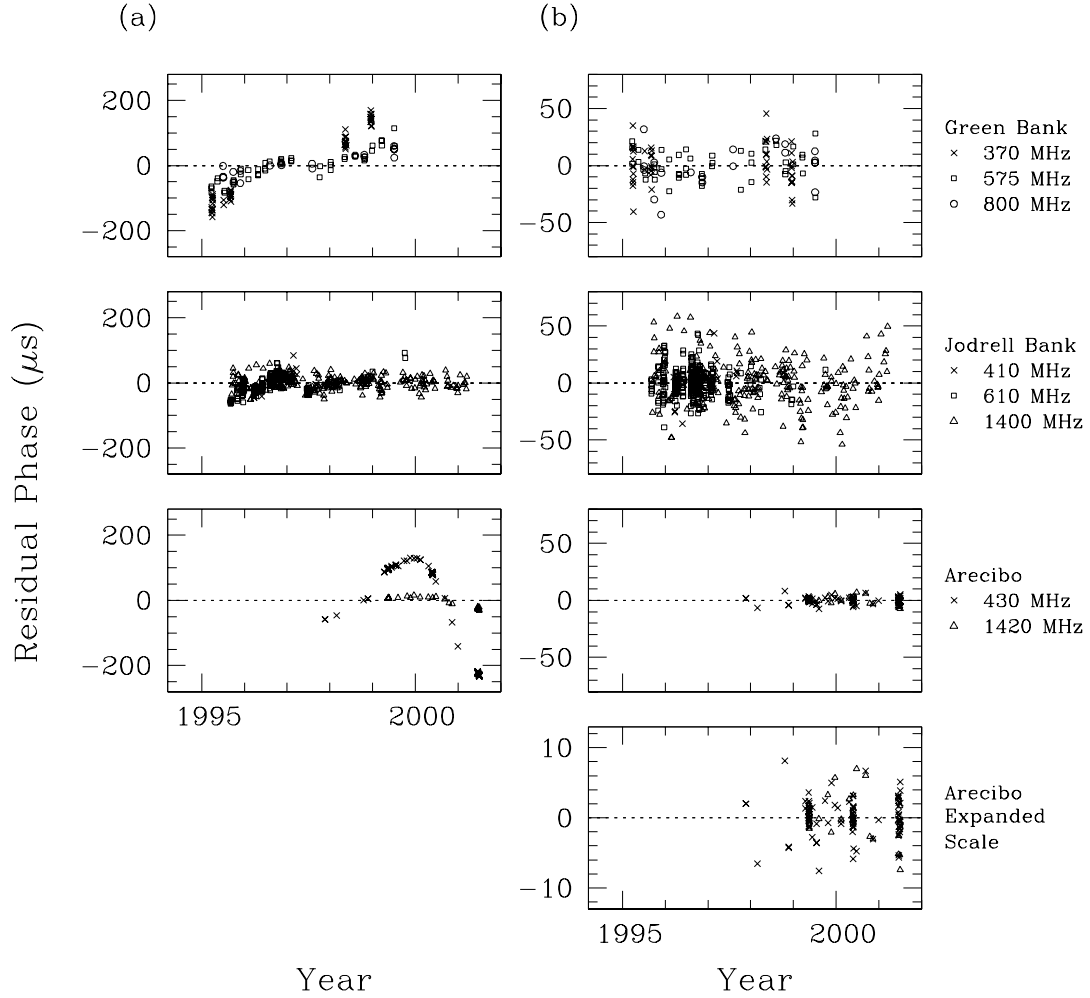 (a)
(b)
200
0
−200
50
0
−50
Green Bank
370 MHz
575 MHz
800 MHz
200
0
−200
50
0
−50
Jodrell Bank
410 MHz
610 MHz
1400 MHz
Residual Phase (μs)
200
0
−200
1995
2000
50
0
−50
Arecibo
430 MHz
1420 MHz
10
0
−10
1995
2000
Arecibo
Expanded
Scale
Year
Year